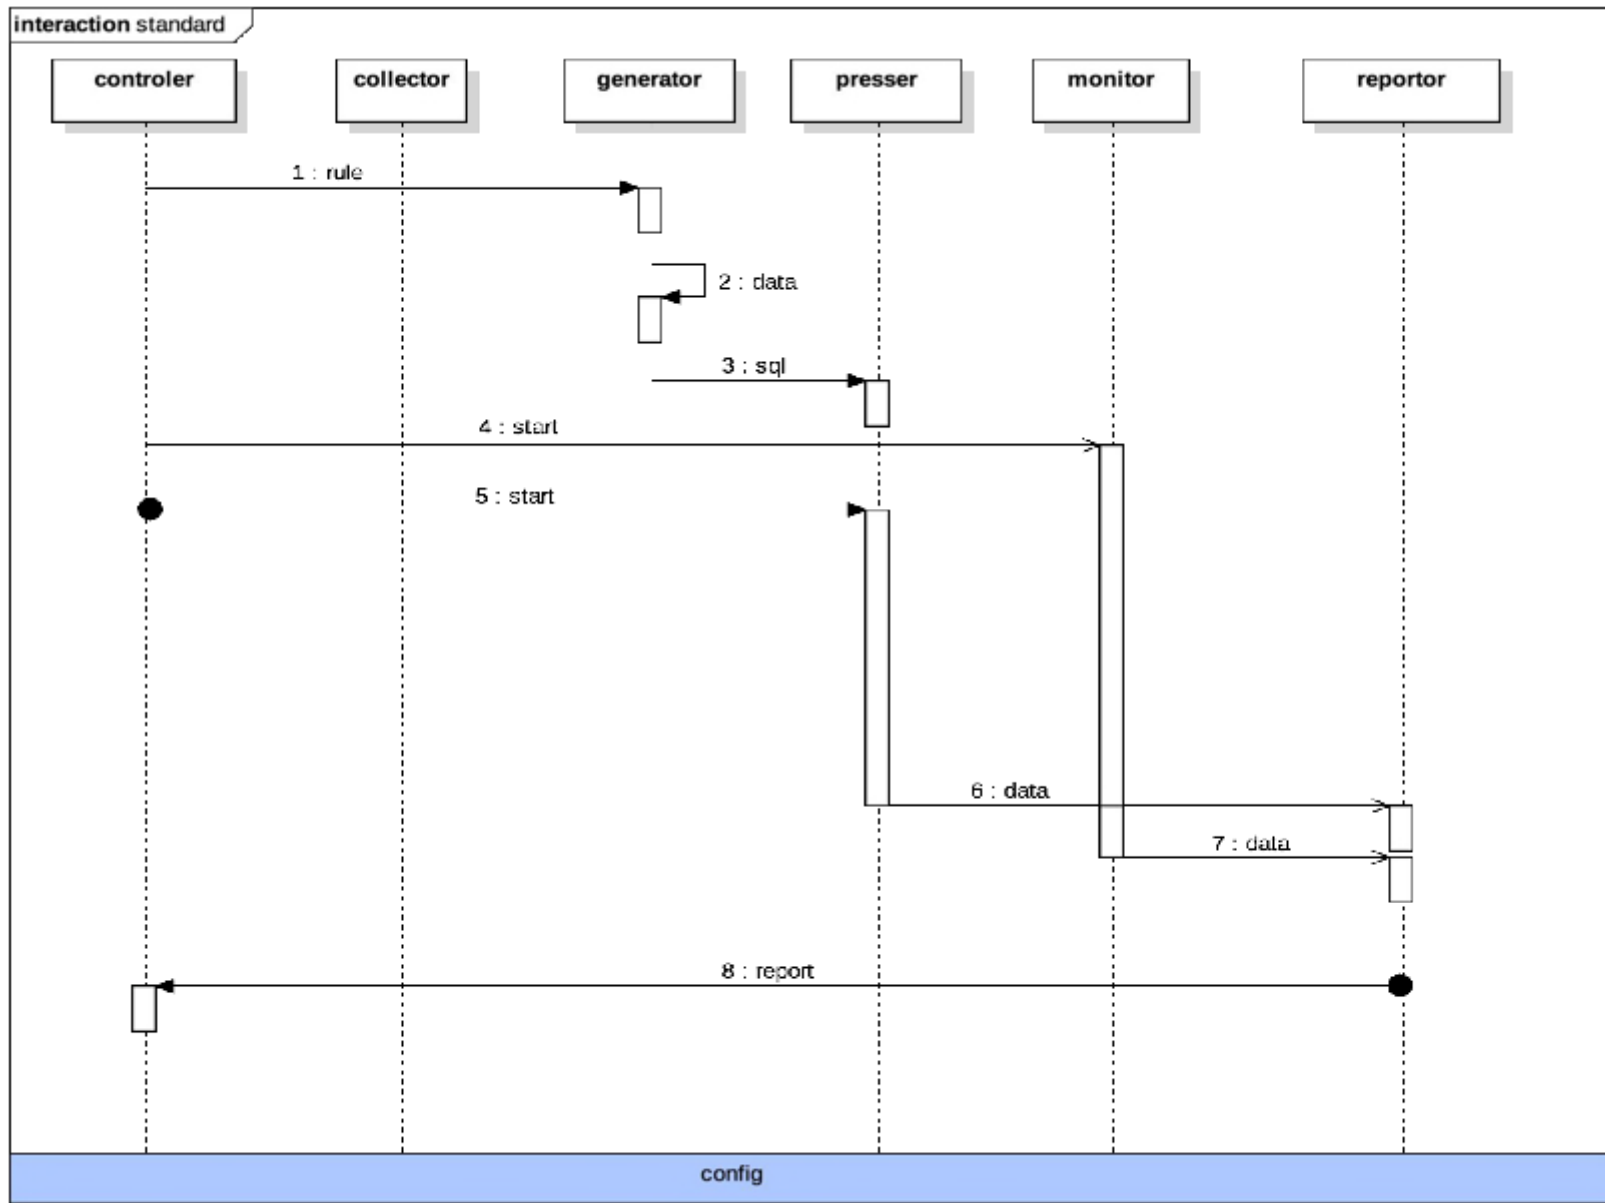 interaction standard
controler
collector
generator
presser
monitor
reportor
1 : rule
2 : data
3 : sql
4 : start
5 : start
6 : data
7 : data
8 : report
config